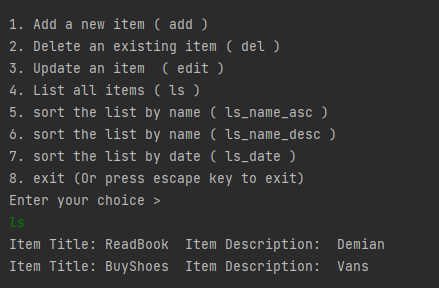 1. Add a new item ( add )
2. Delete an existing item ( del )
3. Update an item  ( edit )
4. List all items ( ls )
5. sort the list by name ( ls_name_asc )
6. sort the list by name ( ls_name_desc )
7. sort the list by date ( ls_date )
8. exit (Or press escape key to exit)
Enter your choice >
ls
Item Title: ReadBook  Item Description:  Demian
Item Title: BuyShoes  Item Description:  Vans